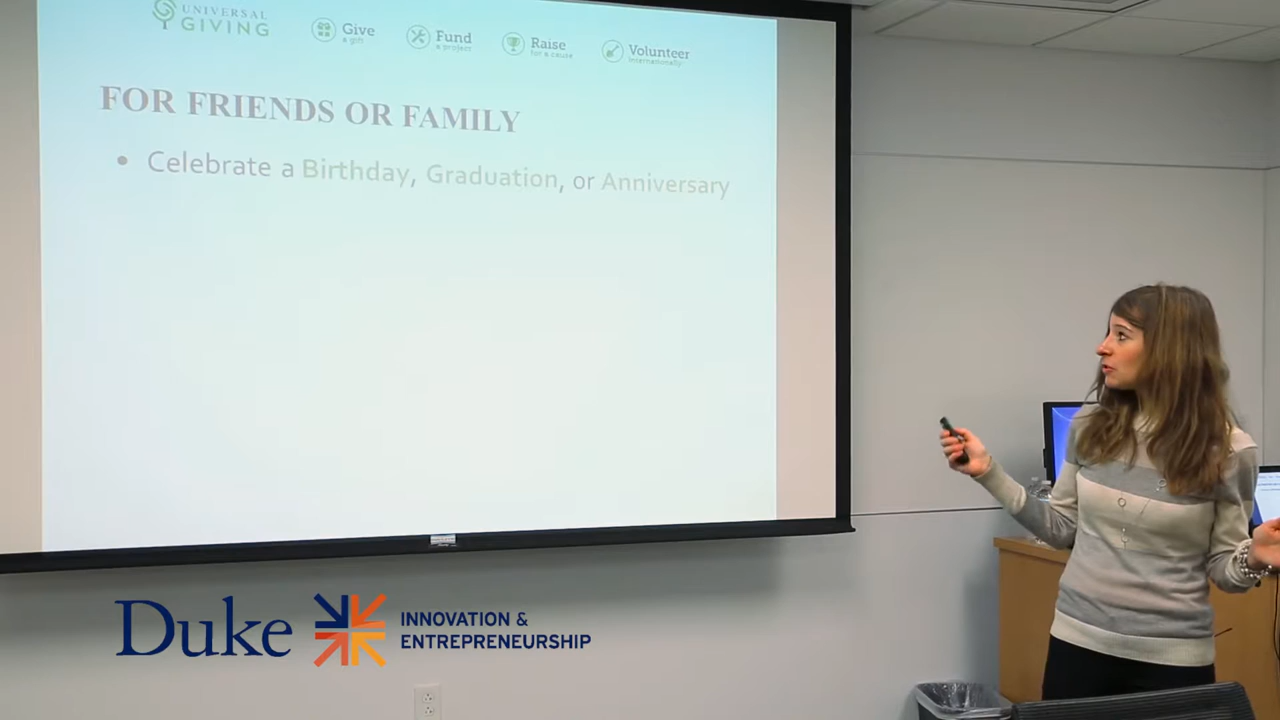 UNIVERSAL
GIVING
Give
a gift
Fund
a project
Raise
for a cause
Volunteer
internationally
FOR FRIENDS OR FAMILY
• Celebrate a Birthday, Graduation, or Anniversary
Duke
INNOVATION &
ENTREPRENEURSHIP